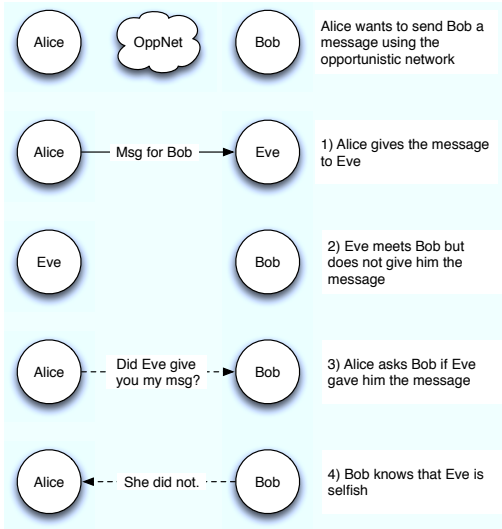 Alice
OppNet
Bob
Alice wants to send Bob a
message using the
opportunistic network
Alice
Msg for Bob
Eve
1) Alice gives the message
to Eve
Eve
Bob
2) Eve meets Bob but
does not give him the
message
Alice
Did Eve give
you my msg?
Bob
3) Alice asks Bob if Eve
gave him the message
Alice
She did not.
Bob
4) Bob knows that Eve is
selfish